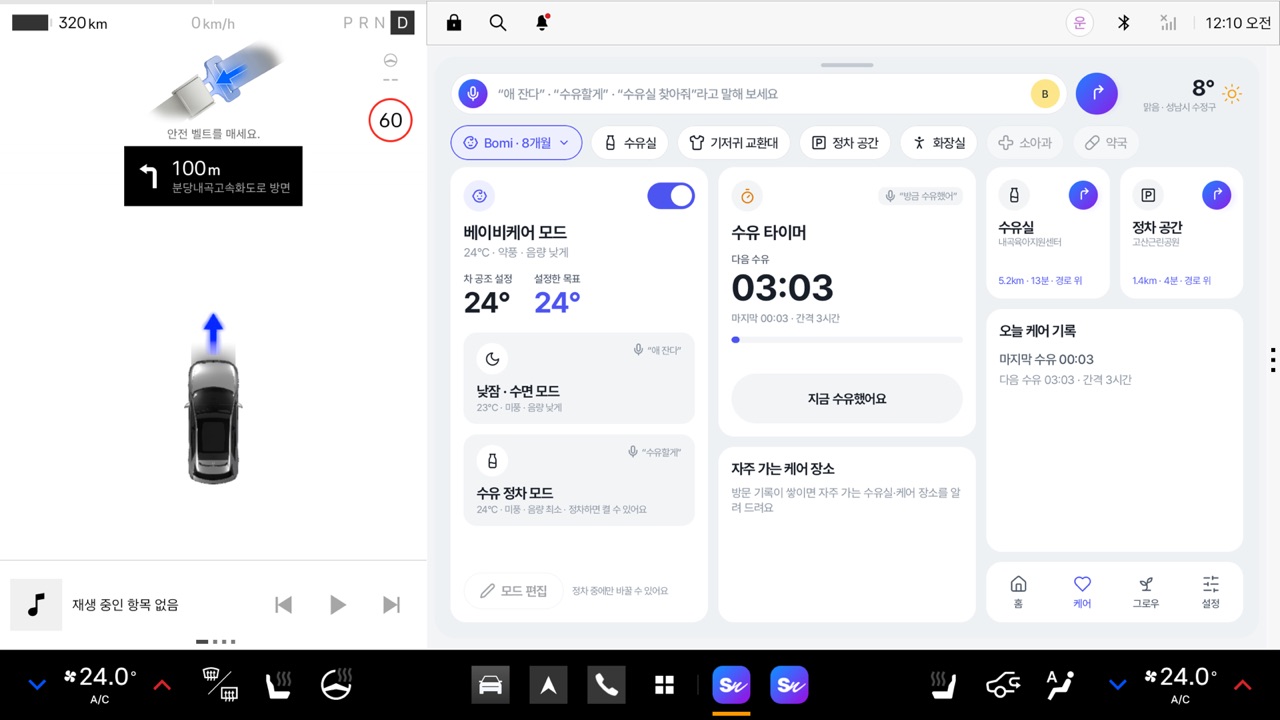 320 km
0 km/h
P R N D
안전 벨트를 매세요.
60
100 m
분당내곡고속화도로 방면
재생 중인 항목 없음
운
12:10 오전
"애 잔다" · "수유할게" · "수유실 찾아줘"라고 말해 보세요
B
8°
맑음 · 성남시 수정구
Bomi · 8개월
수유실
기저귀 교환대
정차 공간
화장실
소아과
약국
베이비케어 모드
24°C · 약풍 · 음량 낮게
차 공조 설정
설정한 목표
24°
24°
"애 잔다"
낮잠 · 수면 모드
23°C · 미풍 · 음량 낮게
"수유할게"
수유 정차 모드
24°C · 미풍 · 음량 최소 · 정차하면 켤 수 있어요
모드 편집
정차 중에만 바꿀 수 있어요
"방금 수유했어"
수유 타이머
다음 수유
03:03
마지막 00:03 · 간격 3시간
지금 수유했어요
자주 가는 케어 장소
방문 기록이 쌓이면 자주 가는 수유실·케어 장소를 알
려 드려요
수유실
내곡육아지원센터
5.2km · 13분 · 경로 위
정차 공간
고산근린공원
1.4km · 4분 · 경로 위
오늘 케어 기록
마지막 수유 00:03
다음 수유 03:03 · 간격 3시간
홈
케어
그로우
설정
24.0°
A/C
A
24.0°
A/C